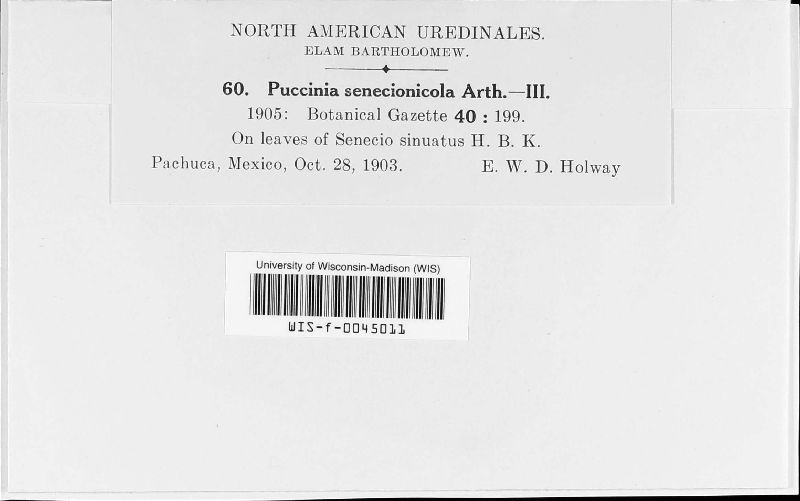 NORTH AMERICAN UREDINALES.
ELAM BARTHOLOMEW.
60. Puccinia senecionicola Arth.—III.
1905: Botanical Gazette 40 : 199.
On leaves of Senecio sinuatus H. B. K.
Pachuca, Mexico, Oct. 28, 1903. E. W. D. Holway
University of Wisconsin-Madison (WIS)
WIS-f-0045011